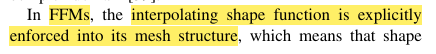 In FFMs, the interpolating shape function is explicitly
enforced into its mesh structure, which means that shape